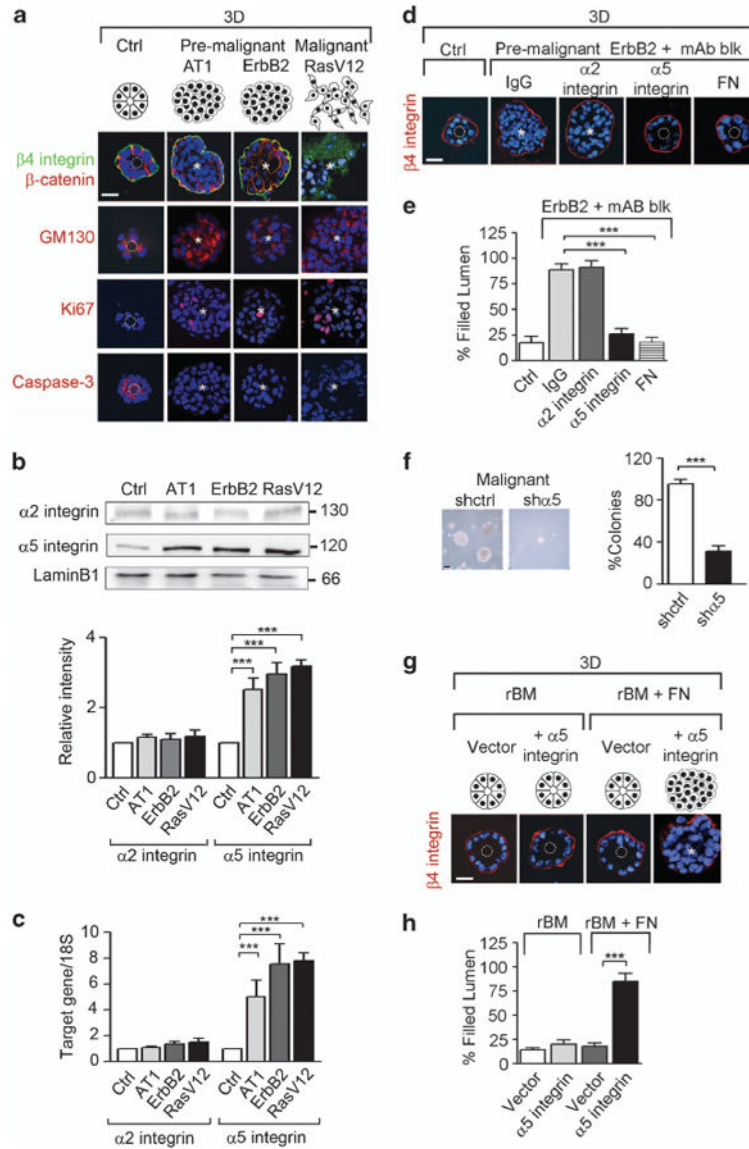 a
3D
Ctrl Pre-malignant Malignant
AT1 ErbB2 RasV12
β4 integrin
β-catenin
GM130
Ki67
Caspase-3
b
Ctrl AT1 ErbB2 RasV12
α2 integrin 130
α5 integrin 120
LaminB1 66
Relative intensity
4
3
2
1
0
*** *** ***
Ctrl AT1 ErbB2 RasV12 Ctrl AT1 ErbB2 RasV12
α2 integrin α5 integrin
c
Target gene/18S
10
8
6
4
2
0
*** *** ***
Ctrl AT1 ErbB2 RasV12 Ctrl AT1 ErbB2 RasV12
α2 integrin α5 integrin
d
3D
Ctrl Pre-malignant ErbB2 + mAb blk
IgG α2 integrin α5 integrin FN
β4 integrin
e
ErbB2 + mAB blk
***
***
% Filled Lumen
100
75
50
25
0
Ctrl IgG α2 integrin α5 integrin FN
f
Malignant
shctrl shα5
***
%Colonies
120
80
40
0
shctrl shα5
g
3D
rBM rBM + FN
Vector + α5 integrin Vector + α5 integrin
β4 integrin
h
rBM rBM + FN
***
% Filled Lumen
100
75
50
25
0
Vector α5 integrin Vector α5 integrin